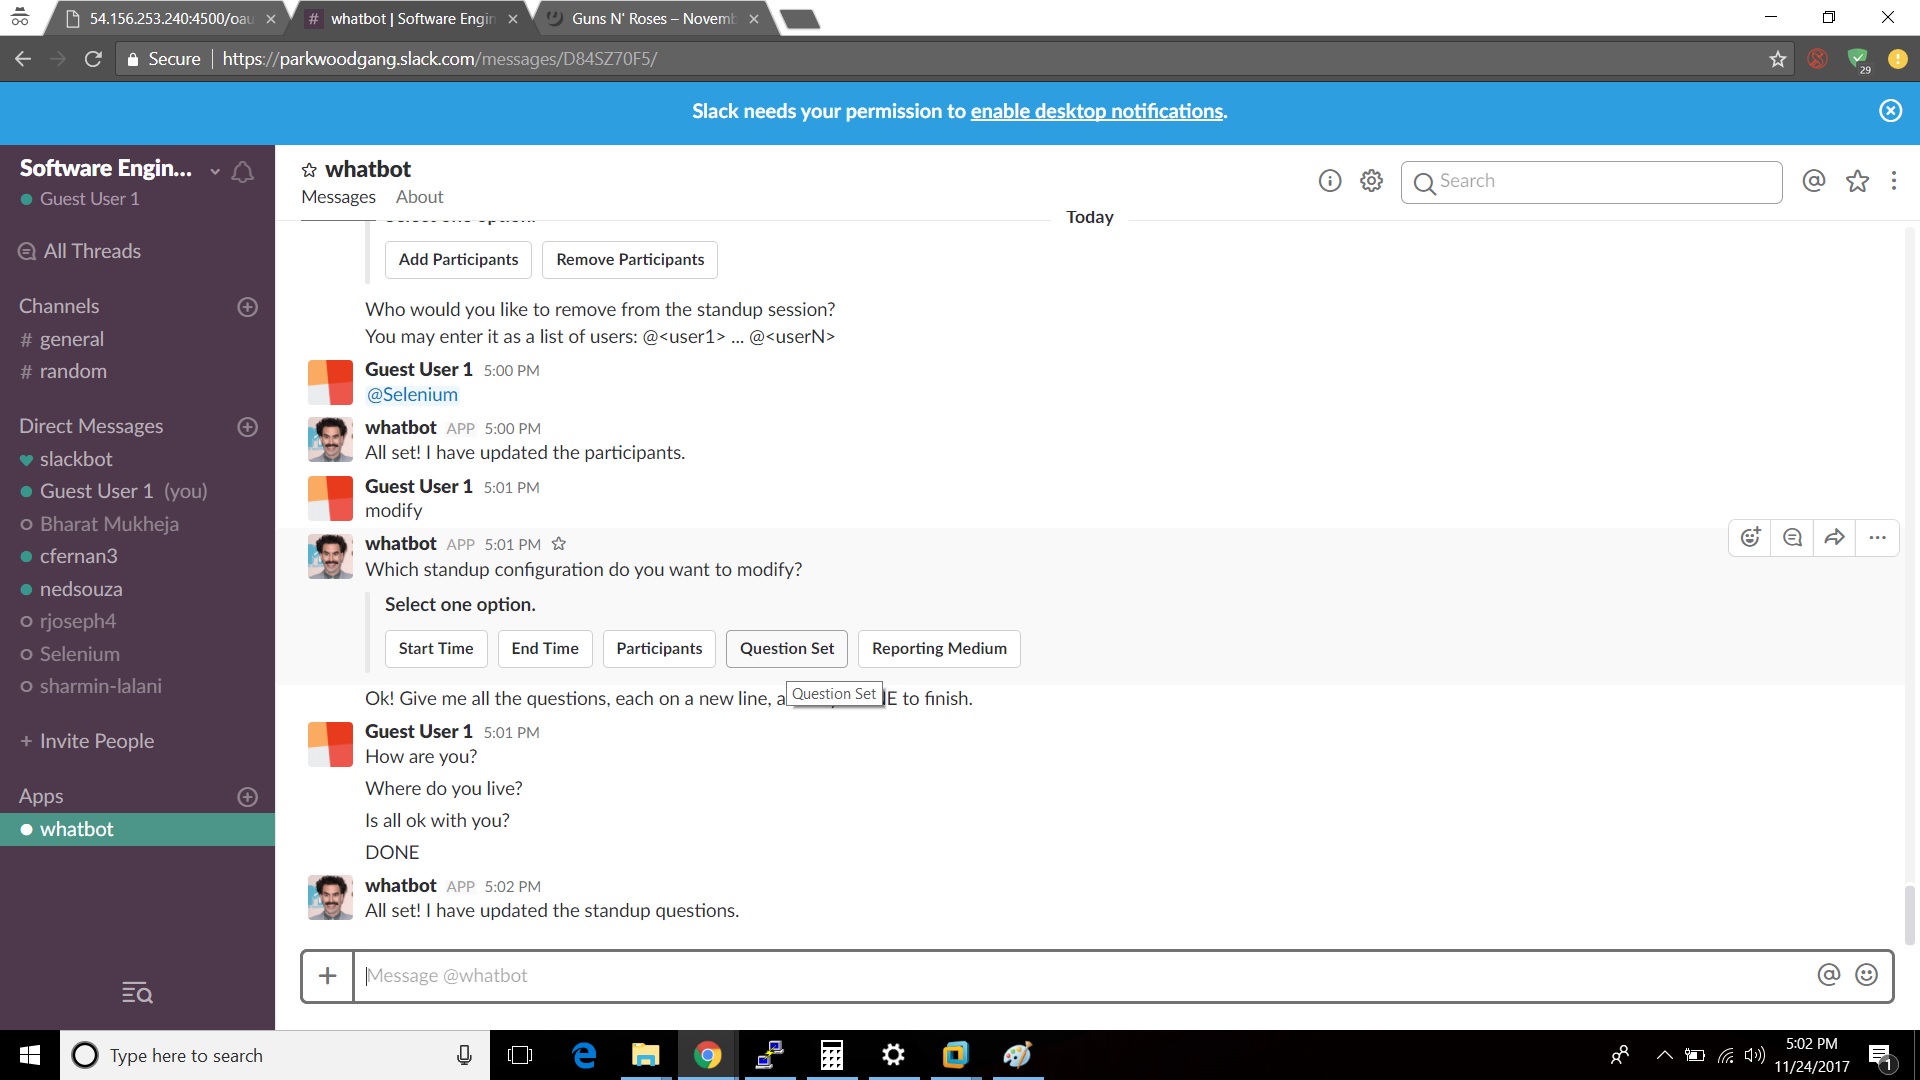 54.156.253.240:4500/oau
whatbot | Software Engin
Guns N' Roses – Novemb
Secure
https://parkwoodgang.slack.com/messages/D84SZ70F5/
29
Slack needs your permission to enable desktop notifications.
Software Engin...
Guest User 1
All Threads
Channels
# general
# random
Direct Messages
slackbot
Guest User 1 (you)
Bharat Mukheja
cfernan3
nedsouza
rjoseph4
Selenium
sharmin-lalani
+ Invite People
Apps
whatbot
whatbot
Messages About
Search
Today
Select one option.
Add Participants Remove Participants
Who would you like to remove from the standup session?
You may enter it as a list of users: @<user1> ... @<userN>
Guest User 1 5:00 PM
@Selenium
whatbot APP 5:00 PM
All set! I have updated the participants.
Guest User 1 5:01 PM
modify
whatbot APP 5:01 PM
Which standup configuration do you want to modify?
Select one option.
Start Time End Time Participants Question Set Reporting Medium
Ok! Give me all the questions, each on a new line, a E to finish.
Question Set
Guest User 1 5:01 PM
How are you?
Where do you live?
Is all ok with you?
DONE
whatbot APP 5:02 PM
All set! I have updated the standup questions.
Message @whatbot
Type here to search
5:02 PM
11/24/2017
1